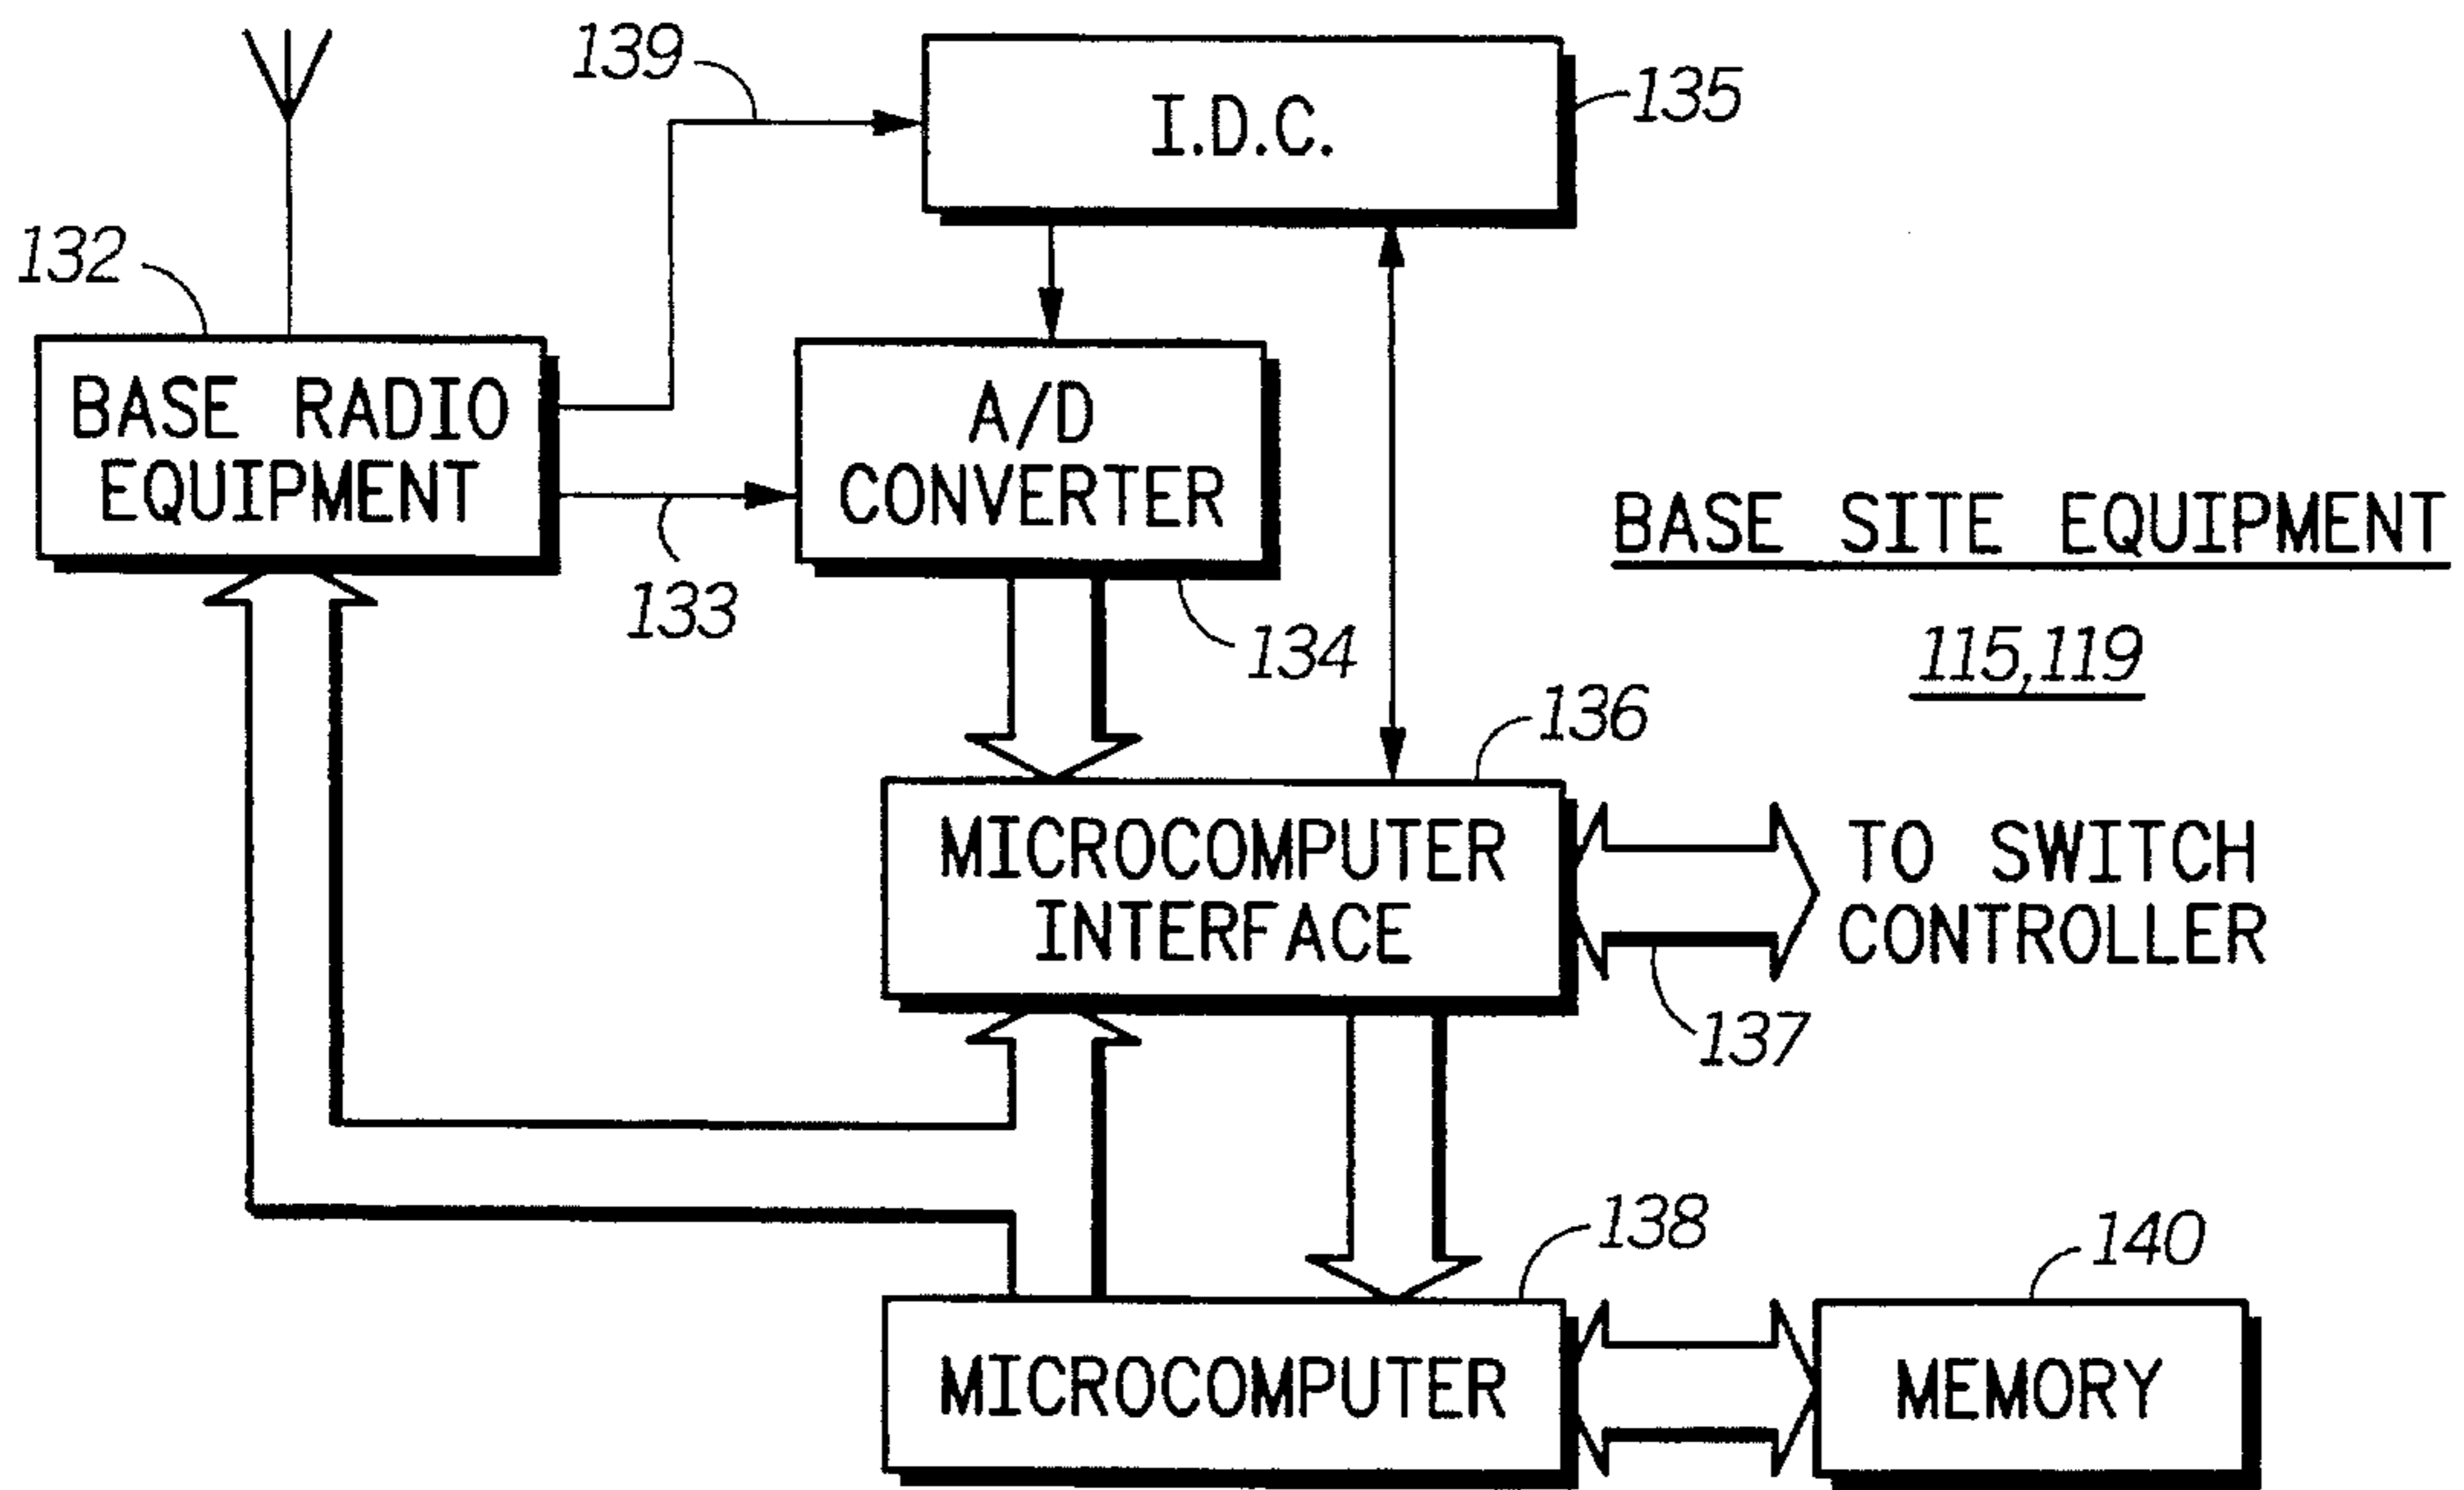 139
I.D.C.
135
132
BASE RADIO
EQUIPMENT
A/D
CONVERTER
133
134
BASE SITE EQUIPMENT
115,119
136
MICROCOMPUTER
INTERFACE
TO SWITCH
CONTROLLER
137
138
MICROCOMPUTER
140
MEMORY